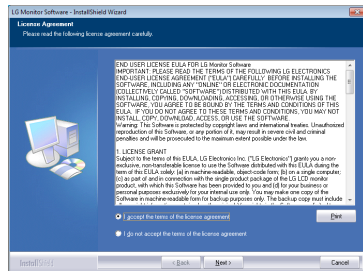 LG Monitor Software - InstallShield Wizard
License Agreement
Please read the following license agreement carefully.
END USER LICENSE EULA FOR LG Monitor Software
IMPORTANT: PLEASE READ THE TERMS OF THE FOLLOWING LG ELECTRONICS
END-USER LICENSE AGREEMENT ("EULA") CAREFULLY BEFORE INSTALLING THE
SOFTWARE, INCLUDING ANY "ONLINE" OR ELECTRONIC DOCUMENTATION
(COLLECTIVELY CALLED "SOFTWARE") DISTRIBUTED WITH THIS EULA. BY
INSTALLING, COPYING, DOWNLOADING, ACCESSING, OR OTHERWISE USING THE
SOFTWARE, YOU AGREE TO BE BOUND BY THE TERMS AND CONDITIONS OF THIS
EULA. IF YOU DO NOT AGREE TO THESE TERMS AND CONDITIONS, YOU MAY NOT
INSTALL, COPY, DOWNLOAD, ACCESS, OR USE THE SOFTWARE.
Warning: This Software is protected by copyright laws and international treaties. Unauthorized
reproduction of this Software, or any portion of it, may result in severe civil and criminal
penalties and will be prosecuted to the maximum extent possible under the law.
1. LICENSE GRANT
Subject to the terms of this EULA, LG Electronics Inc. ("LG Electronics") grants you a non-
exclusive, non-transferable license to use the Software distributed with this EULA during the
term of this EULA solely: (a) in machine-readable, object-code form; (b) on a single computer;
(c) as part of and in connection with the single product package of the LG LCD monitor
product, with which this Software has been provided to you and (d) for your business or
personal purposes exclusively/for your internal use only. You may make one copy of the
Software in machine-readable form for backup purposes only. The backup copy must include
I accept the terms of the license agreement
Print
I do not accept the terms of the license agreement
InstallShield
< Back
Next >
Cancel